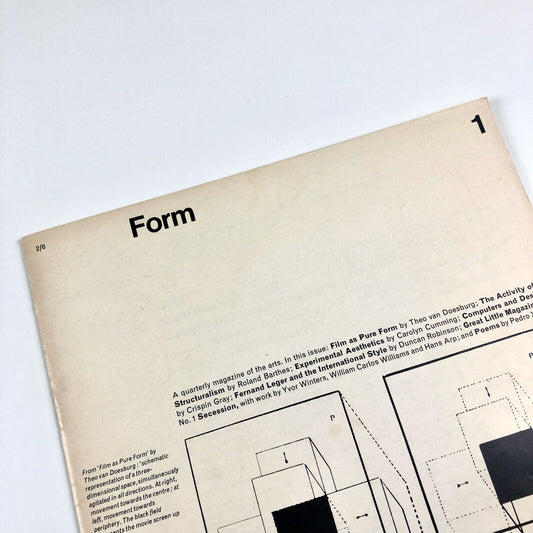 1
Form
2/6
A quarterly magazine of the arts. In this issue: Film as Pure Form by Theo van Doesburg; The Activity of
Structuralism by Roland Barthes; Experimental Aesthetics by Carolyn Cumming; Computers and Des
by Crispin Gray; Fernand Leger and the International Style by Duncan Robinson; Great Little Magazin
No. 1 Secession, with work by Yvor Winters, William Carlos Williams and Hans Arp; and Poems by Pedro
From 'Film as Pure Form' by
Theo van Doesburg: 'schematic
representation of a three-
dimensional space, simultaneously
agitated in all directions. At right,
movement towards the centre; at
left, movement towards
periphery. The black field
the movie screen up
P